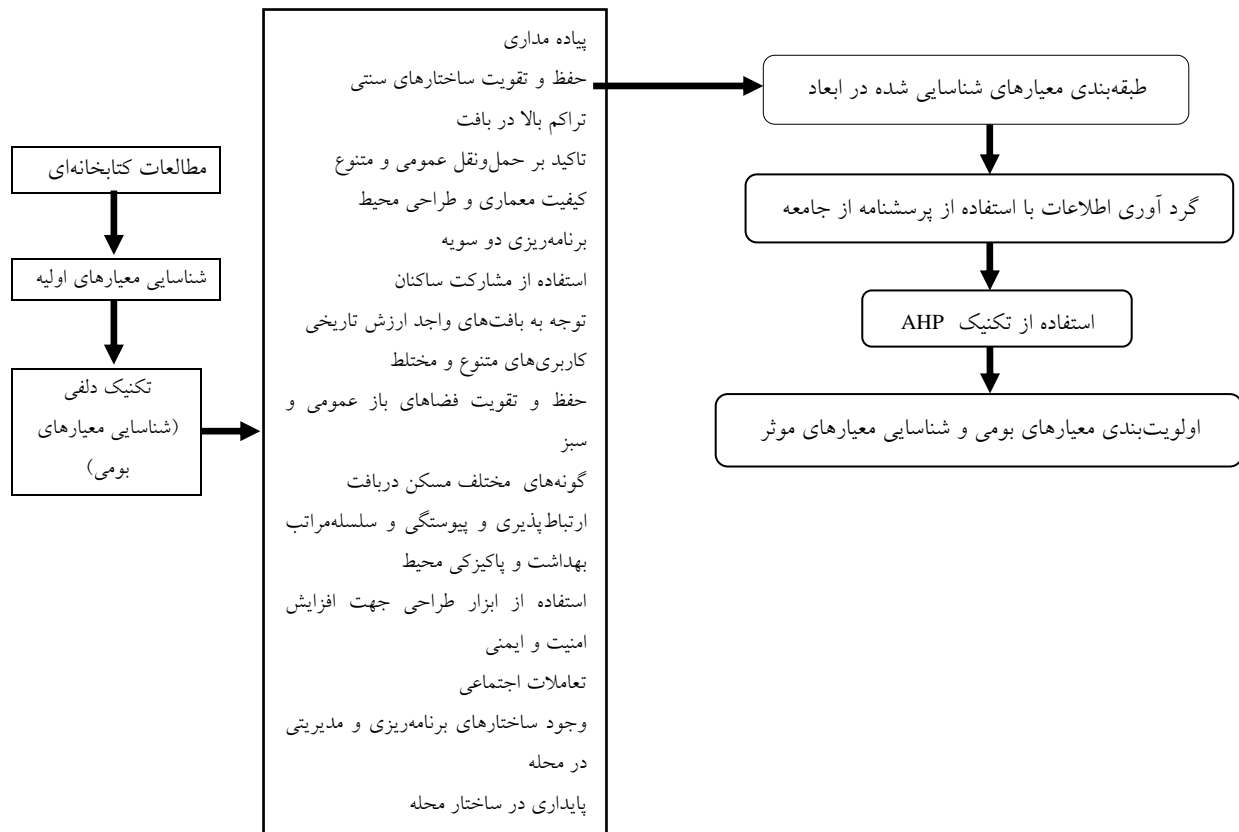 مطالعات کتابخانه‌ای
شناسایی معیارهای اولیه
تکنیک دلفی
(شناسایی معیارهای
بومی)
پیاده مداری
حفظ و تقویت ساختارهای سنتی
تراکم بالا در بافت
تاکید بر حمل‌ونقل عمومی و متنوع
کیفیت معماری و طراحی محیط
برنامه‌ریزی دو سویه
استفاده از مشارکت ساکنان
توجه به بافت‌های واجد ارزش تاریخی
کاربری‌های متنوع و مختلط
حفظ و تقویت فضاهای باز عمومی و
سبز
گونه‌های مختلف مسکن دربافت
ارتباط‌پذیری و پیوستگی و سلسله‌مراتب
بهداشت و پاکیزکی محیط
استفاده از ابزار طراحی جهت افزایش
امنیت و ایمنی
تعاملات اجتماعی
وجود ساختارهای برنامه‌ریزی و مدیریتی
در محله
پایداری در ساختار محله
طبقه‌بندی معیارهای شناسایی شده در ابعاد
گرد آوری اطلاعات با استفاده از پرسشنامه از جامعه
استفاده از تکنیک AHP
اولویت‌بندی معیارهای بومی و شناسایی معیارهای موثر